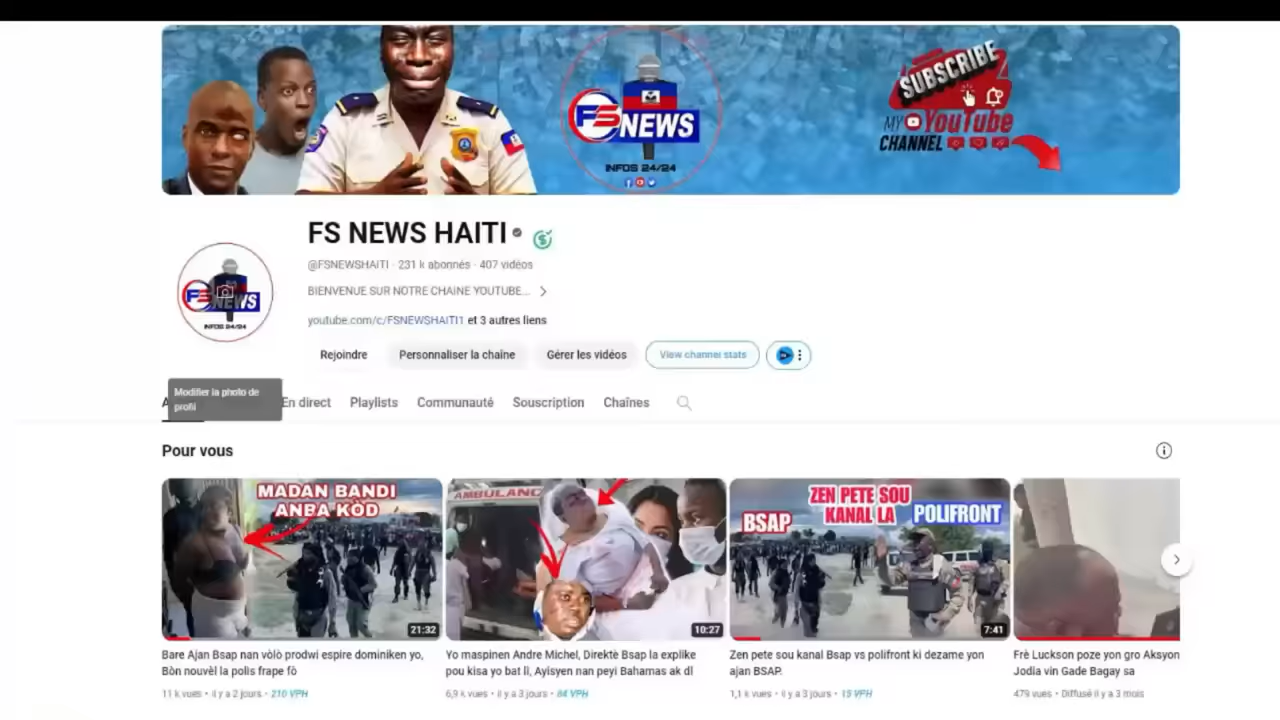 FS NEWS
INFOS 24/24
SUBSCRIBE
MY YouTube
CHANNEL
FS NEWS HAITI
@FSNEWSHAITI · 231 k abonnés · 407 vidéos
BIENVENUE SUR NOTRE CHAINE YOUTUBE...
youtube.com/c/FSNEWSHAITI1 et 3 autres liens
FS NEWS
INFOS 24/24
Rejoindre
Personnaliser la chaîne
Gérer les vidéos
View channel stats
Modifier la photo de
profil
A
En direct
Playlists
Communauté
Souscription
Chaînes
Pour vous
MADAN BANDI
ANBA KÒD
21:32
AMBULANC
10:27
ZEN PETE SOU
KANAL LA
BSAP
POLIFRONT
7:41
Bare Ajan Bsap nan vòlò prodwi espire dominiken yo,
Bòn nouvèl la polis frape fò
11 k vues • il y a 2 jours • 210 VPH
Yo maspinen Andre Michel, Direktè Bsap la eksplike
pou kisa yo bat li, Ayisyen nan peyi Bahamas ak dl
6,9 k vues • il y a 3 jours • 84 VPH
Zen pete sou kanal Bsap vs polifront ki dezame yon
ajan BSAP.
1,1 k vues • il y a 3 jours • 15 VPH
Frè Luckson poze yon gro Aksyon
Jodia vin Gade Bagay sa
479 vues • Diffusé il y a 3 mois